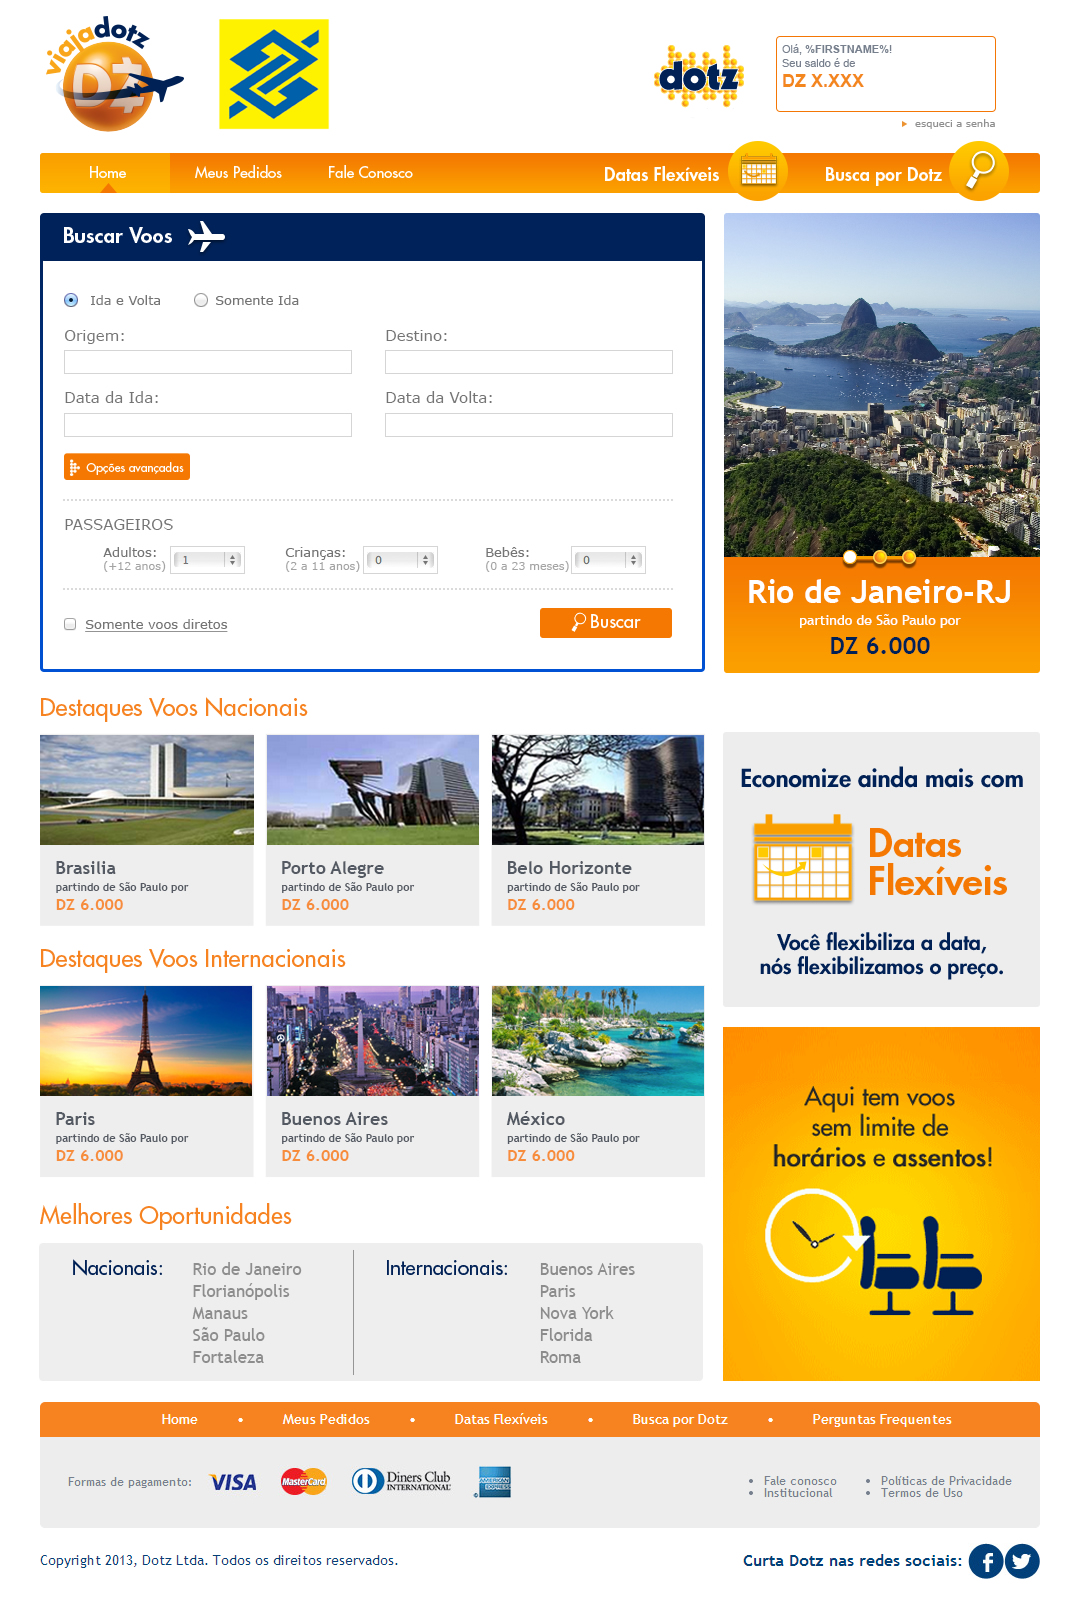 viajadotz
DZ
dotz
Olá, %FIRSTNAME%!
Seu saldo é de
DZ X.XXX
esqueci a senha
Home
Meus Pedidos
Fale Conosco
Datas Flexíveis
Busca por Dotz
Buscar Voos
Ida e Volta
Somente Ida
Origem:
Destino:
Data da Ida:
Data da Volta:
Opções avançadas
PASSAGEIROS
Adultos:
(+12 anos)
1
Crianças:
(2 a 11 anos)
0
Bebês:
(0 a 23 meses)
0
Somente voos diretos
Buscar
Rio de Janeiro-RJ
partindo de São Paulo por
DZ 6.000
Destaques Voos Nacionais
Brasilia
partindo de São Paulo por
DZ 6.000
Porto Alegre
partindo de São Paulo por
DZ 6.000
Belo Horizonte
partindo de São Paulo por
DZ 6.000
Economize ainda mais com
Datas
Flexíveis
Você flexibiliza a data,
nós flexibilizamos o preço.
Destaques Voos Internacionais
Paris
partindo de São Paulo por
DZ 6.000
Buenos Aires
partindo de São Paulo por
DZ 6.000
México
partindo de São Paulo por
DZ 6.000
Aqui tem voos
sem limite de
horários e assentos!
Melhores Oportunidades
Nacionais:
Rio de Janeiro
Florianópolis
Manaus
São Paulo
Fortaleza
Internacionais:
Buenos Aires
Paris
Nova York
Florida
Roma
Home
Meus Pedidos
Datas Flexíveis
Busca por Dotz
Perguntas Frequentes
Formas de pagamento:
VISA
MasterCard
Diners Club
INTERNATIONAL
AMERICAN
EXPRESS
Fale conosco
Institucional
Políticas de Privacidade
Termos de Uso
Copyright 2013, Dotz Ltda. Todos os direitos reservados.
Curta Dotz nas redes sociais: